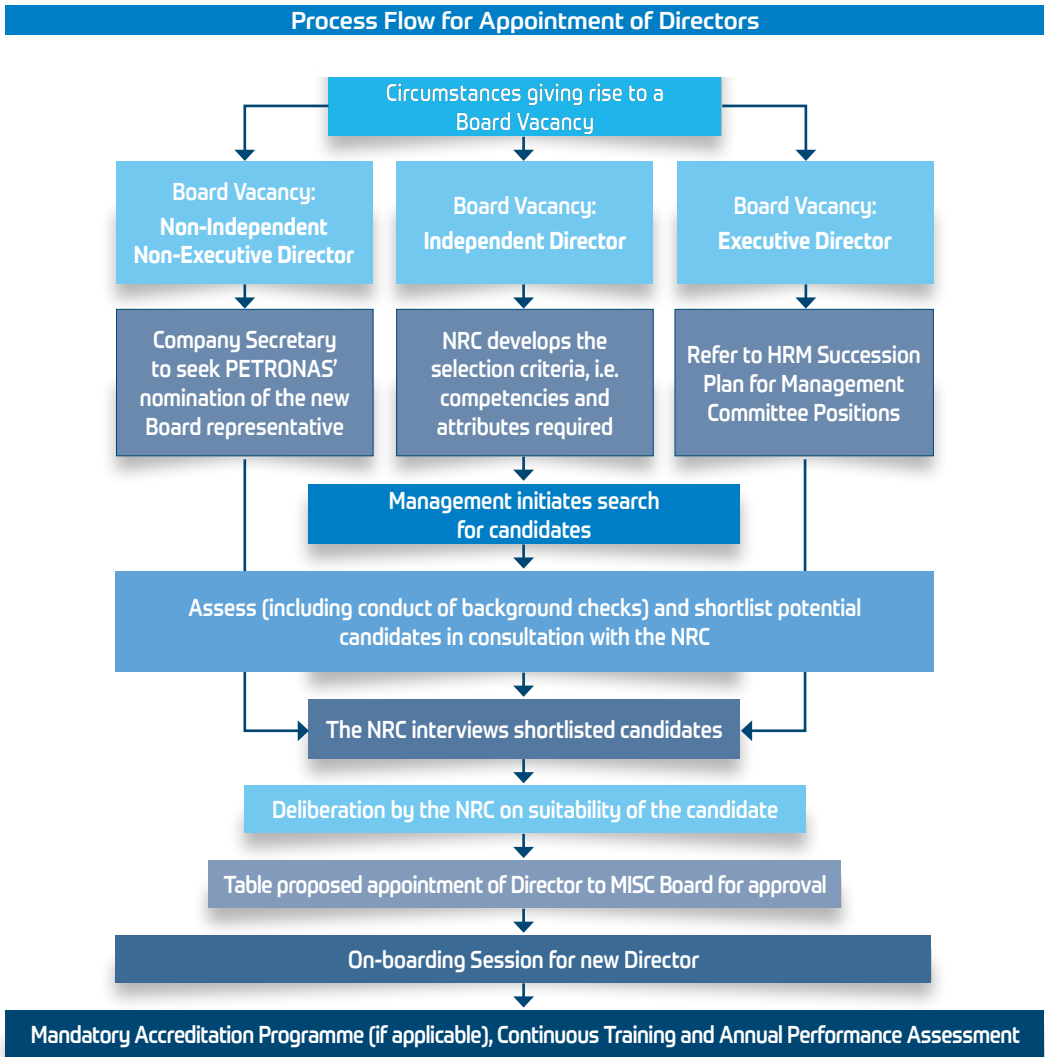 Process Flow for Appointment of Directors
Circumstances giving rise to a
Board Vacancy
Board Vacancy:
Non-Independent
Non-Executive Director
Board Vacancy:
Independent Director
Board Vacancy:
Executive Director
Company Secretary
to seek PETRONAS’
nomination of the new
Board representative
NRC develops the
selection criteria, i.e.
competencies and
attributes required
Refer to HRM Succession
Plan for Management
Committee Positions
Management initiates search
for candidates
Assess (including conduct of background checks) and shortlist potential
candidates in consultation with the NRC
The NRC interviews shortlisted candidates
Deliberation by the NRC on suitability of the candidate
Table proposed appointment of Director to MISC Board for approval
On-boarding Session for new Director
Mandatory Accreditation Programme (if applicable), Continuous Training and Annual Performance Assessment